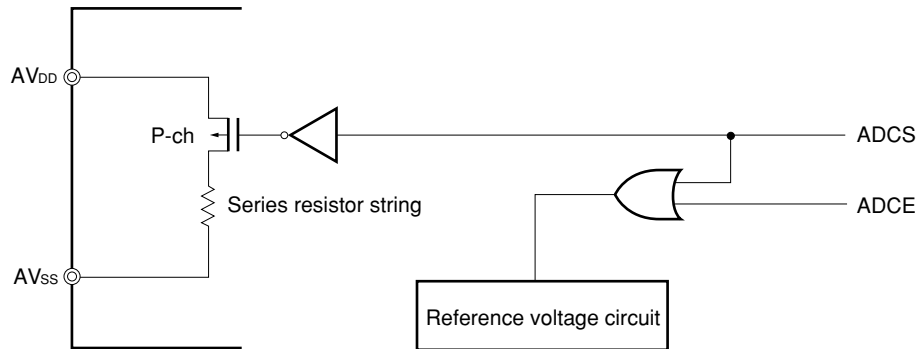 AVDD
P-ch
ADCS
Series resistor string
ADCE
AVSS
Reference voltage circuit